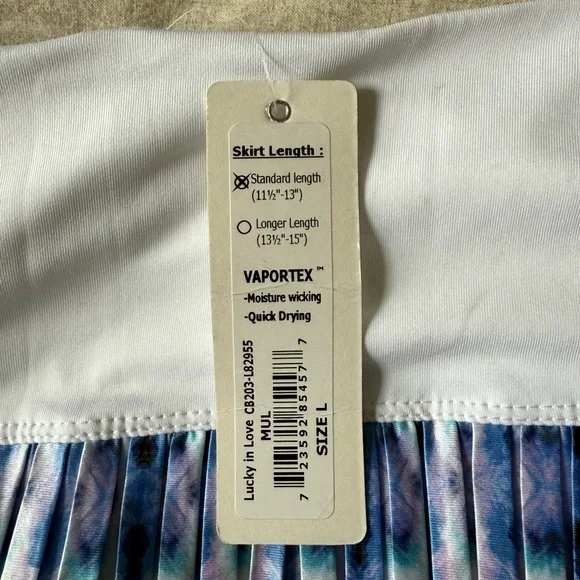 Skirt Length :
Standard length
(11½"-13")
Longer Length
(13½"-15")
VAPORTEX™
-Moisture wicking
-Quick Drying
Lucky in Love CB203-L82955
MUL
7 23592 85457 7
SIZE L